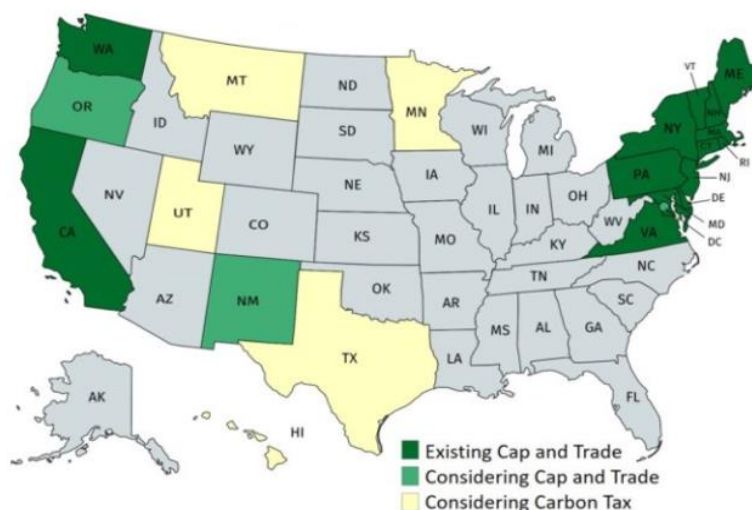 WA
MT
ND
MN
VT
ME
OR
ID
SD
WI
NH
NY
MA
WY
MI
CT
RI
IA
PA
NJ
NE
NV
OH
DE
UT
IL
IN
CA
CO
WV
VA
MD
KS
MO
KY
DC
NC
TN
AZ
NM
OK
AR
SC
MS
AL
GA
TX
LA
AK
FL
HI
Existing Cap and Trade
Considering Cap and Trade
Considering Carbon Tax